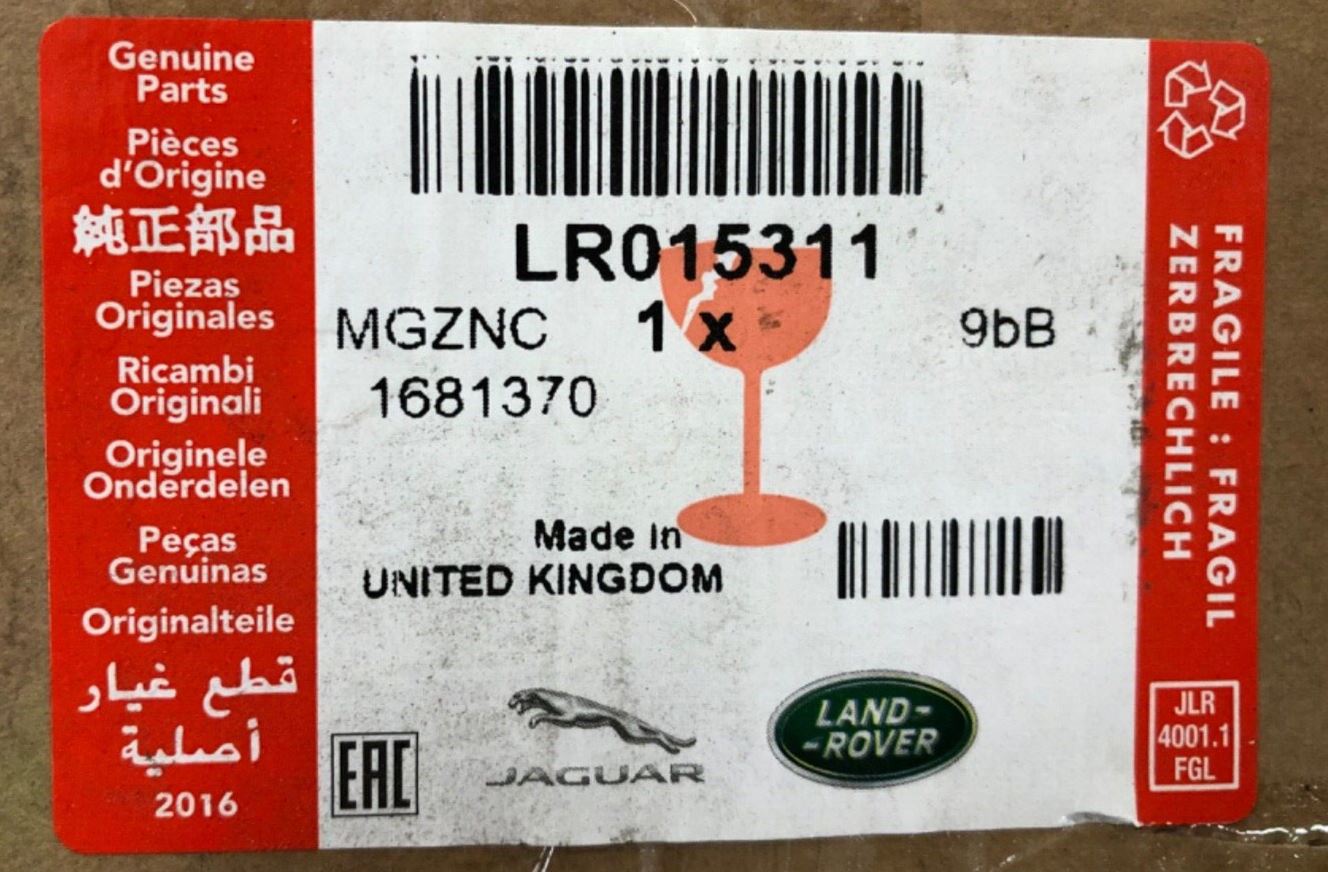 Genuine
Parts
Pièces
d'Origine
純正部品
Piezas
Originales
Ricambi
Originali
Originele
Onderdelen
Peças
Genuinas
Originalteile
قطع غيار
أصلية
2016
LR015311
MGZNC 1 x 9bB
1681370
Made in
UNITED KINGDOM
EAC
JAGUAR
LAND-
-ROVER
FRAGILE : FRAGIL
ZERBRECHLICH
JLR
4001.1
FGL